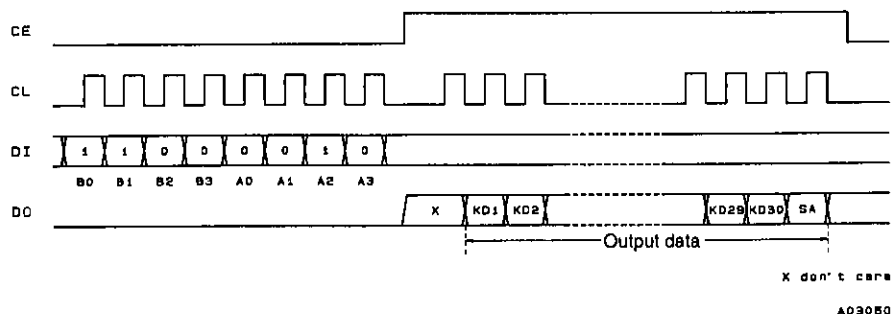 CE
CL
DI 1 1 0 0 0 0 1 0
B0 B1 B2 B3 A0 A1 A2 A3
DO X KD1 KD2 KD29 KD30 SA
Output data
X don't care
A03050